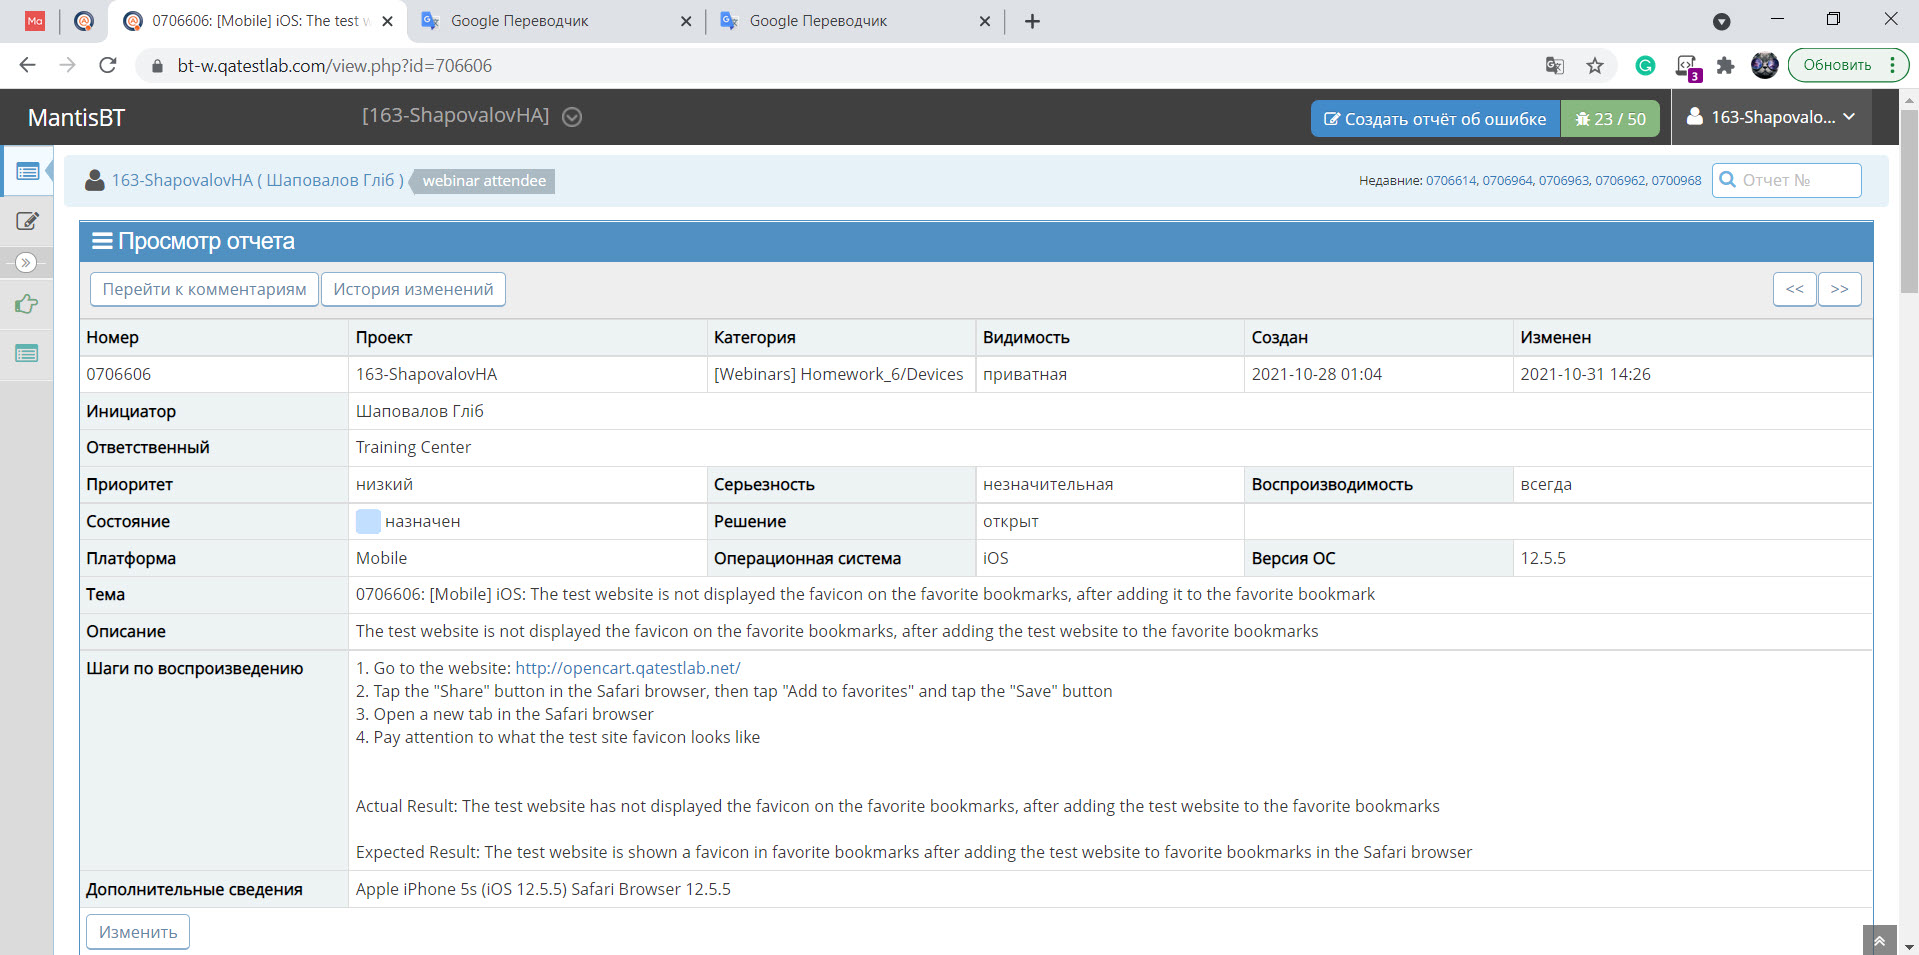 Ma
0706606: [Mobile] iOS: The test w
Google Переводчик
Google Переводчик
bt-w.qatestlab.com/view.php?id=706606
3
Обновить
MantisBT
[163-ShapovalovHA]
Создать отчёт об ошибке
23 / 50
163-Shapovalo...
163-ShapovalovHA ( Шаповалов Гліб )
webinar attendee
Недавние: 0706614, 0706964, 0706963, 0706962, 0700968
Отчет №
Просмотр отчета
Перейти к комментариям
История изменений
<<
>>
Номер
Проект
Категория
Видимость
Создан
Изменен
0706606
163-ShapovalovHA
[Webinars] Homework_6/Devices
приватная
2021-10-28 01:04
2021-10-31 14:26
Инициатор
Шаповалов Гліб
Ответственный
Training Center
Приоритет
низкий
Серьезность
незначительная
Воспроизводимость
всегда
Состояние
назначен
Решение
открыт
Платформа
Mobile
Операционная система
iOS
Версия ОС
12.5.5
Тема
0706606: [Mobile] iOS: The test website is not displayed the favicon on the favorite bookmarks, after adding it to the favorite bookmark
Описание
The test website is not displayed the favicon on the favorite bookmarks, after adding the test website to the favorite bookmarks
Шаги по воспроизведению
1. Go to the website: http://opencart.qatestlab.net/
2. Tap the "Share" button in the Safari browser, then tap "Add to favorites" and tap the "Save" button
3. Open a new tab in the Safari browser
4. Pay attention to what the test site favicon looks like
Actual Result: The test website has not displayed the favicon on the favorite bookmarks, after adding the test website to the favorite bookmarks
Expected Result: The test website is shown a favicon in favorite bookmarks after adding the test website to favorite bookmarks in the Safari browser
Дополнительные сведения
Apple iPhone 5s (iOS 12.5.5) Safari Browser 12.5.5
Изменить